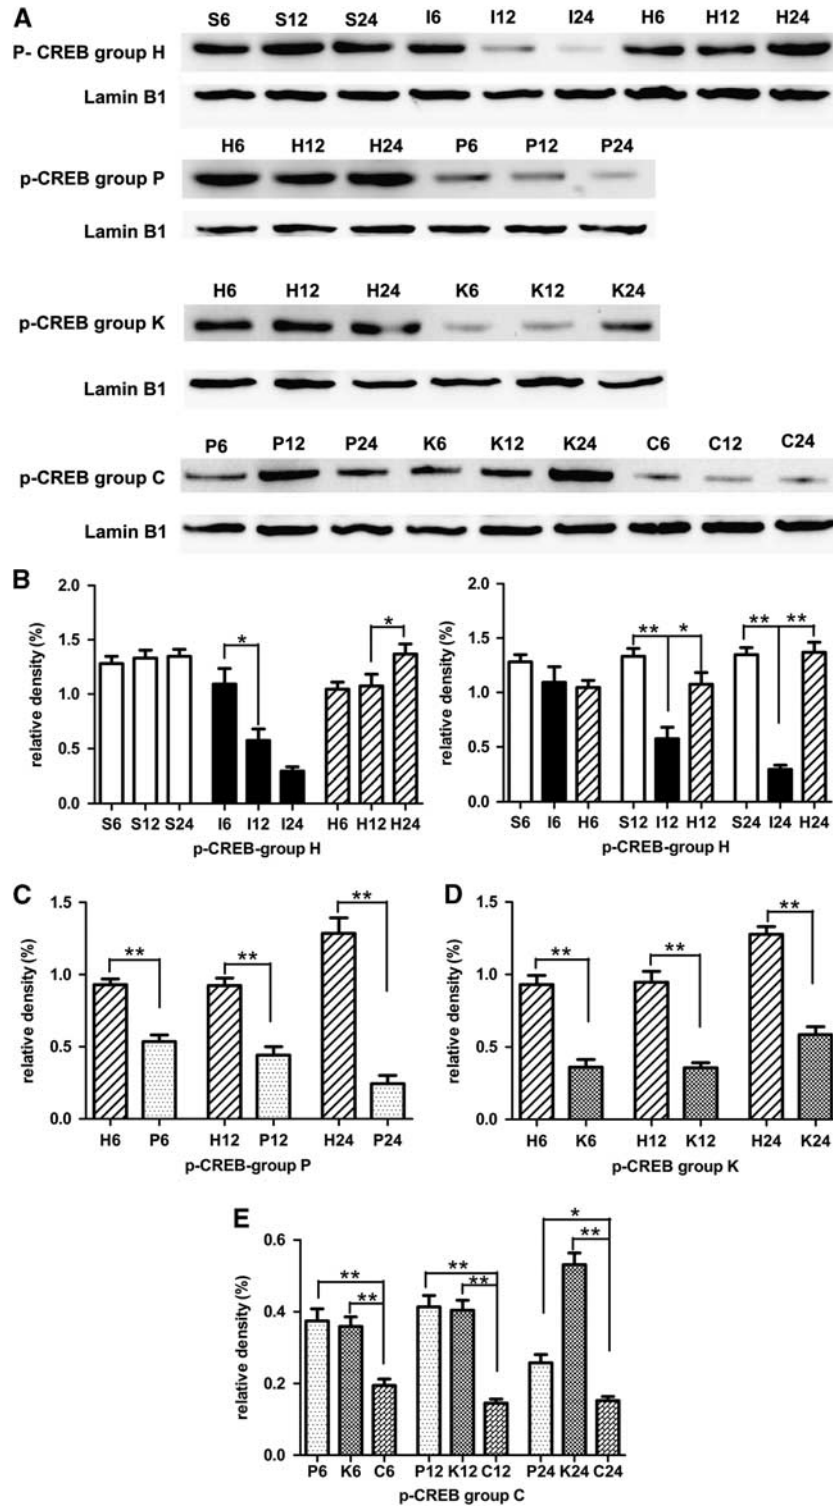 A
S6 S12 S24 I6 I12 I24 H6 H12 H24
P- CREB group H
Lamin B1
H6 H12 H24 P6 P12 P24
p-CREB group P
Lamin B1
H6 H12 H24 K6 K12 K24
p-CREB group K
Lamin B1
P6 P12 P24 K6 K12 K24 C6 C12 C24
p-CREB group C
Lamin B1
B
relative density (%)
2.0
1.5
1.0
0.5
0.0
* *
S6 S12 S24 I6 I12 I24 H6 H12 H24
p-CREB-group H
relative density (%)
2.0
1.5
1.0
0.5
0.0
** * ** **
S6 I6 H6 S12 I12 H12 S24 I24 H24
p-CREB-group H
C
relative density (%)
1.5
1.0
0.5
0.0
** ** **
H6 P6 H12 P12 H24 P24
p-CREB-group P
D
relative density (%)
1.5
1.0
0.5
0.0
** ** **
H6 K6 H12 K12 H24 K24
p-CREB group K
E
relative density (%)
0.6
0.4
0.2
0.0
** ** *
** ** **
P6 K6 C6 P12 K12 C12 P24 K24 C24
p-CREB group C